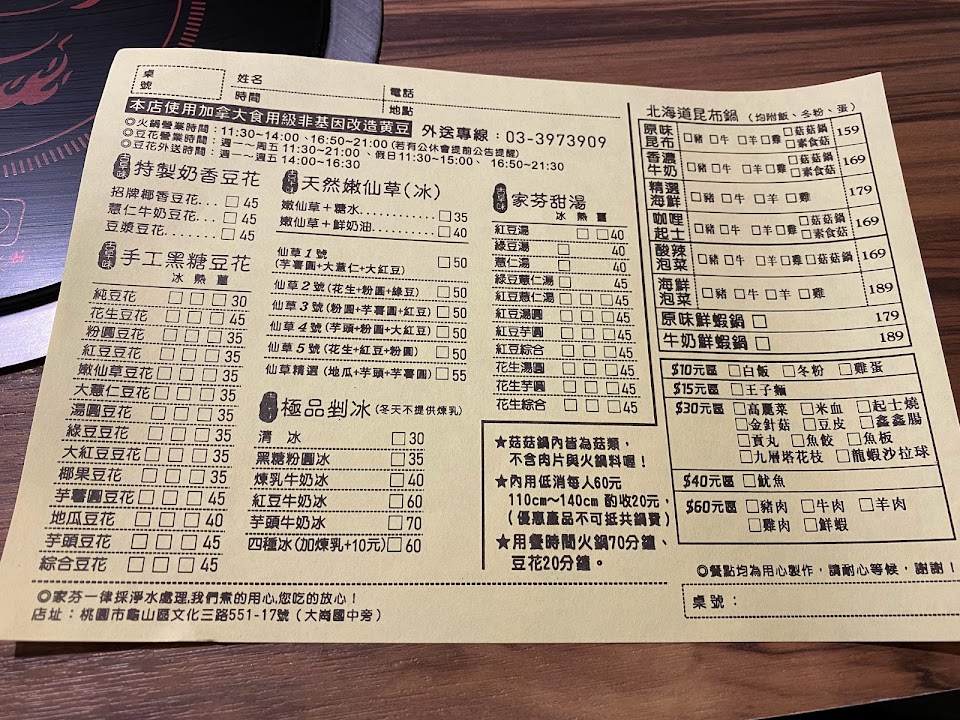 桌號
姓名
時間
電話
地點
本店使用加拿大食用級非基因改造黃豆
外送專線：03-3973909
◎火鍋營業時間：11:30~14:00、16:50~21:00 (若有公休會提前公告提醒)
◎豆花營業時間：週一~周五 11:30~21:00、假日11:30~15:00、16:50~21:30
◎豆花外送時間：週一~週五 14:00~16:30
古早味 特製奶香豆花
招牌椰香豆花... □ 45
薏仁牛奶豆花... □ 45
豆漿豆花........ □ 45
古早味 手工黑糖豆花
冰 熱 薑
純豆花 □ □ □ 30
花生豆花 □ □ □ 45
粉圓豆花 □ □ □ 35
紅豆豆花 □ □ □ 35
嫩仙草豆花 □ □ □ 35
大薏仁豆花 □ □ □ 35
湯圓豆花 □ □ □ 35
綠豆豆花 □ □ □ 35
大紅豆豆花 □ □ □ 35
椰果豆花 □ □ □ 35
芋薯圓豆花 □ □ □ 45
地瓜豆花 □ □ □ 40
芋頭豆花 □ □ □ 45
綜合豆花 □ □ □ 45
古早味 天然嫩仙草(冰)
嫩仙草＋糖水........... □ 35
嫩仙草＋鮮奶油........ □ 40
仙草1號
(芋薯圓+大薏仁+大紅豆) □ 50
仙草2號(花生+粉圓+綠豆) □ 50
仙草3號(粉圓+芋薯圓+紅豆) □ 50
仙草4號(芋頭+粉圓+大紅豆) □ 50
仙草5號(花生+紅豆+粉圓) □ 50
仙草精選(地瓜+芋頭+芋圓) □ 55
古早味 極品剉冰 (冬天不提供煉乳)
清 冰 □ 30
黑糖粉圓冰 □ 35
煉乳牛奶冰 □ 40
紅豆牛奶冰 □ 60
芋頭牛奶冰 □ 70
四種冰(加煉乳+10元) □ 60
古早味 家芬甜湯
冰 熱 薑
紅豆湯 □ □ 40
綠豆湯 □ 40
薏仁湯 □ 40
綠豆薏仁湯 □ 45
紅豆薏仁湯 □ □ □ 45
紅豆湯圓 □ □ □ 45
紅豆芋圓 □ □ □ 45
紅豆綜合 □ □ □ 45
花生湯圓 □ □ □ 45
花生芋圓 □ □ □ 45
花生綜合 □ □ □ 45
★菇菇鍋內皆為菇類，
不含肉片與火鍋料喔！
★內用低消每人60元
110cm~140cm 酌收20元，
(優惠產品不可抵共鍋費)
★用餐時間火鍋70分鐘、
豆花20分鐘。
北海道昆布鍋 (均附飯、冬粉、蛋)
原味昆布 □豬 □牛 □羊 □雞 □菇菇鍋 □素食菇 159
香濃牛奶 □豬 □牛 □羊 □雞 □菇菇鍋 □素食菇 169
精選海鮮 □豬 □牛 □羊 □雞 179
咖哩起士 □豬 □牛 □羊 □雞 □菇菇鍋 □素食菇 169
酸辣泡菜 □豬 □牛 □羊 □雞 □菇菇鍋 169
海鮮泡菜 □豬 □牛 □羊 □雞 189
原味鮮蝦鍋 □ 179
牛奶鮮蝦鍋 □ 189
$10元區 □白飯 □冬粉 □雞蛋
$15元區 □王子麵
$30元區 □高麗菜 □米血 □起士燒
□金針菇 □豆皮 □鑫鑫腸
□貢丸 □魚餃 □魚板
□九層塔花枝 □龍蝦沙拉球
$40元區 □魷魚
$60元區 □豬肉 □牛肉 □羊肉
□雞肉 □鮮蝦
◎餐點均為用心製作，請耐心等候，謝謝！
桌號：
◎家芬一律採淨水處理,我們煮的用心,您吃的放心！
店址：桃園市龜山區文化三路551-17號（大崗國中旁）